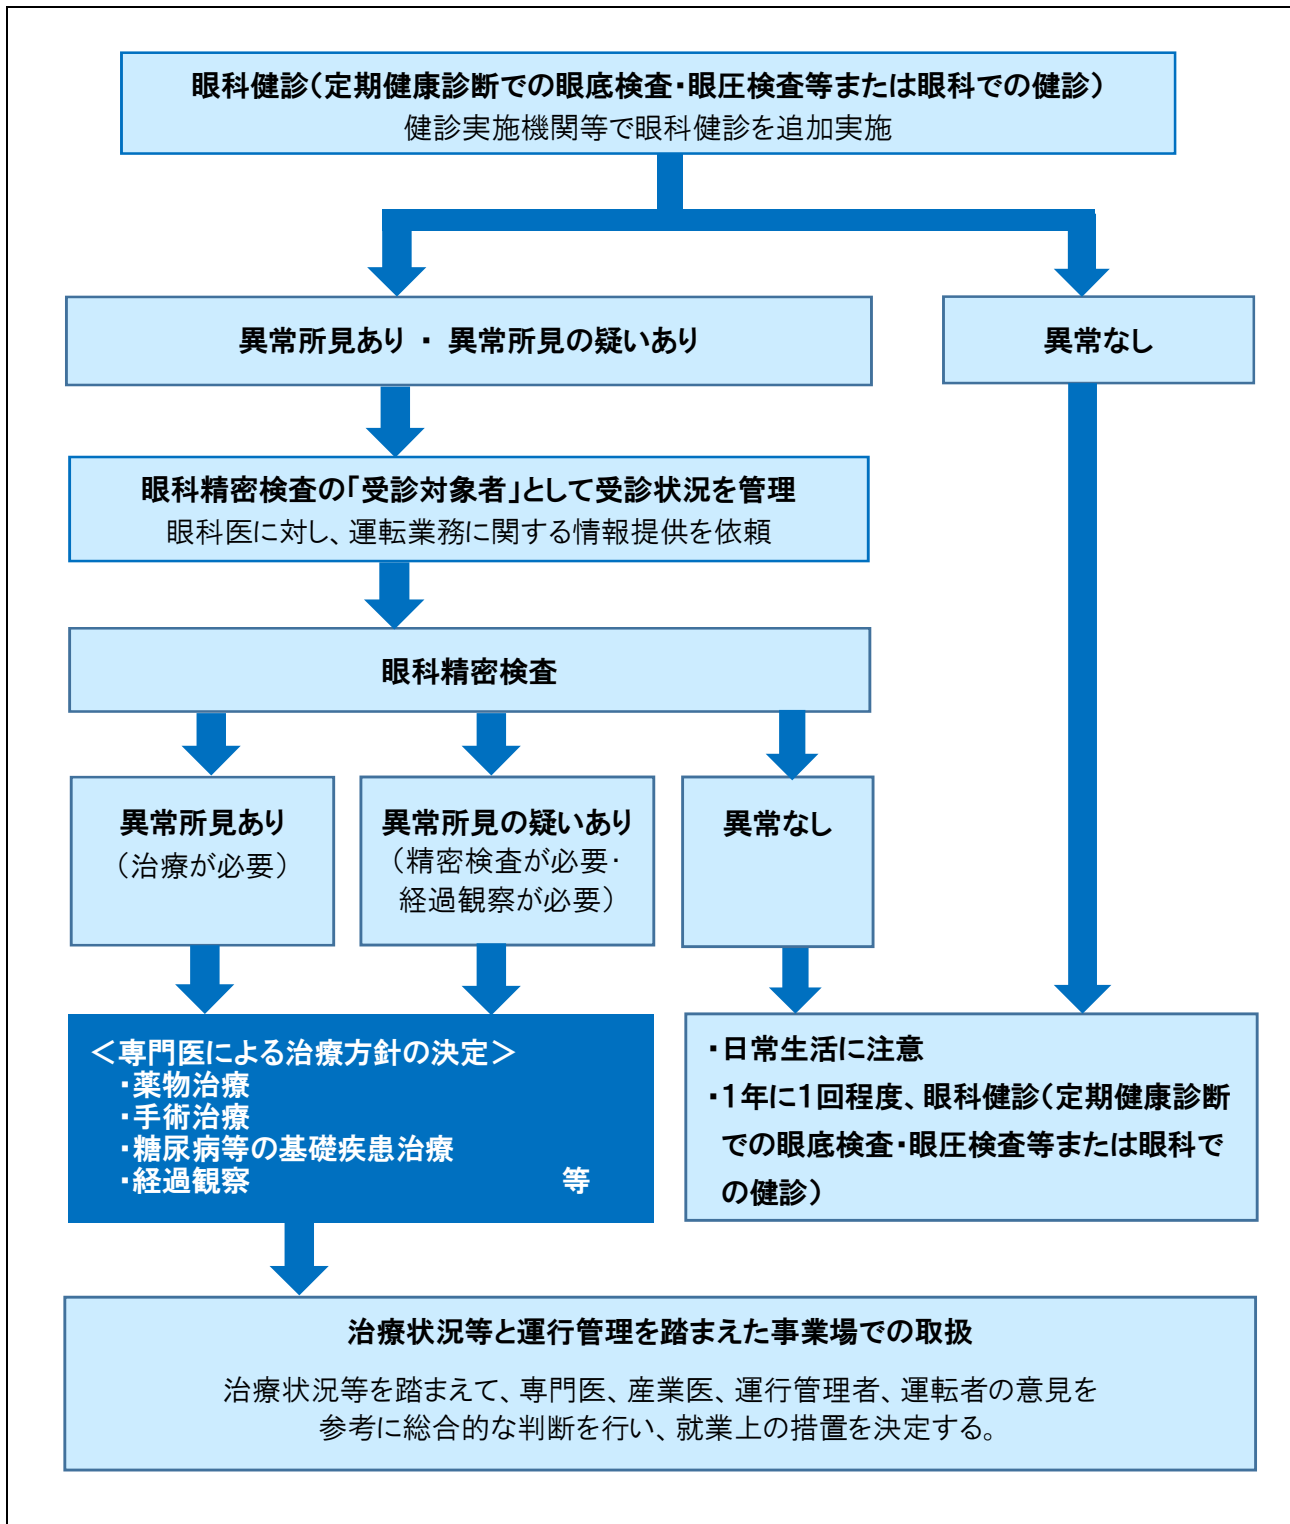 眼科健診（定期健康診断での眼底検査・眼圧検査等または眼科での健診）
健診実施機関等で眼科健診を追加実施
異常所見あり ・ 異常所見の疑いあり
異常なし
眼科精密検査の「受診対象者」として受診状況を管理
眼科医に対し、運転業務に関する情報提供を依頼
眼科精密検査
異常所見あり
（治療が必要）
異常所見の疑いあり
（精密検査が必要・
経過観察が必要）
異常なし
＜専門医による治療方針の決定＞
・薬物治療
・手術治療
・糖尿病等の基礎疾患治療
・経過観察 等
・日常生活に注意
・1年に1回程度、眼科健診（定期健康診断
での眼底検査・眼圧検査等または眼科で
の健診）
治療状況等と運行管理を踏まえた事業場での取扱
治療状況等を踏まえて、専門医、産業医、運行管理者、運転者の意見を
参考に総合的な判断を行い、就業上の措置を決定する。